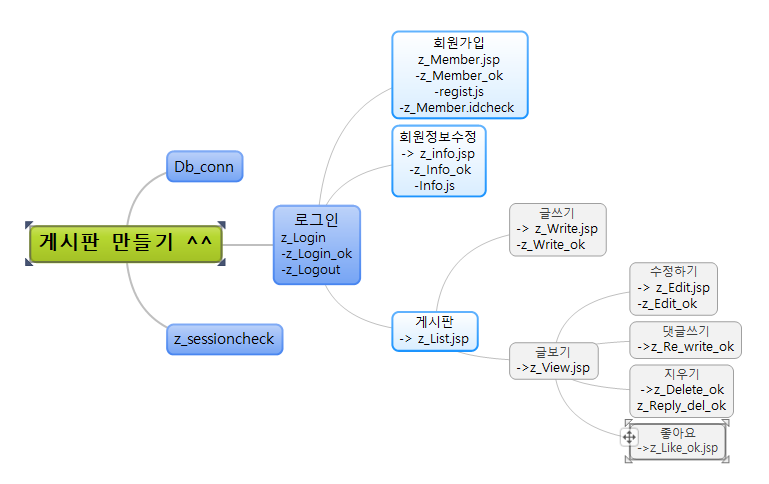 회원가입
z_Member.jsp
-z_Member_ok
-regist.js
-z_Member.idcheck
회원정보수정
-> z_info.jsp
-z_Info_ok
-Info.js
Db_conn
게시판 만들기 ^^
로그인
z_Login
-z_Login_ok
-z_Logout
z_sessioncheck
글쓰기
-> z_Write.jsp
-z_Write_ok
게시판
-> z_List.jsp
글보기
->z_View.jsp
수정하기
-> z_Edit.jsp
-z_Edit_ok
댓글쓰기
->z_Re_write_ok
지우기
->z_Delete_ok
z_Reply_del_ok
좋아요
->z_Like_ok.jsp